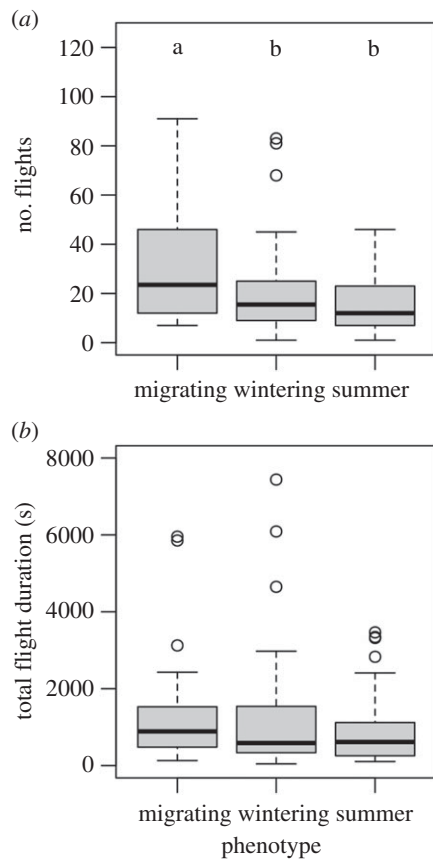 (a)
120
100
80
60
40
20
0
no. flights
a b b
migrating wintering summer
(b)
8000
6000
4000
2000
0
total flight duration (s)
migrating wintering summer
phenotype